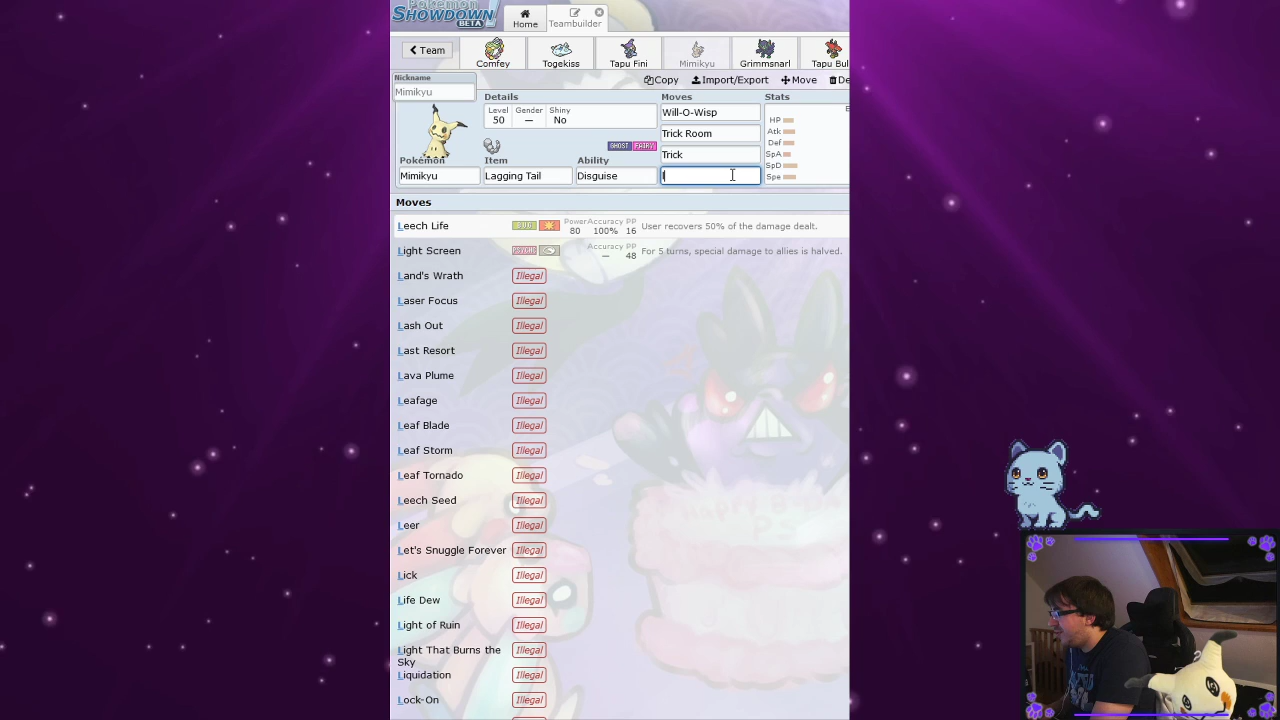 Pokémon
SHOWDOWN
BETA
Home
Teambuilder
Team
Comfey
Togekiss
Tapu Fini
Mimikyu
Grimmsnarl
Tapu Bul
Copy
Import/Export
Move
De
Nickname
Mimikyu
Details
Level
50
Gender
—
Shiny
No
Moves
Will-O-Wisp
Trick Room
Trick
l
Stats
E
HP
Atk
Def
SpA
SpD
Spe
GHOST FAIRY
Pokémon
Mimikyu
Item
Lagging Tail
Ability
Disguise
Moves
Leech Life BUG Power 80 Accuracy 100% PP 16 User recovers 50% of the damage dealt.
Light Screen PSYCHIC Accuracy — PP 48 For 5 turns, special damage to allies is halved.
Land's Wrath Illegal
Laser Focus Illegal
Lash Out Illegal
Last Resort Illegal
Lava Plume Illegal
Leafage Illegal
Leaf Blade Illegal
Leaf Storm Illegal
Leaf Tornado Illegal
Leech Seed Illegal
Leer Illegal
Let's Snuggle Forever Illegal
Lick Illegal
Life Dew Illegal
Light of Ruin Illegal
Light That Burns the Sky Illegal
Liquidation Illegal
Lock-On Illegal